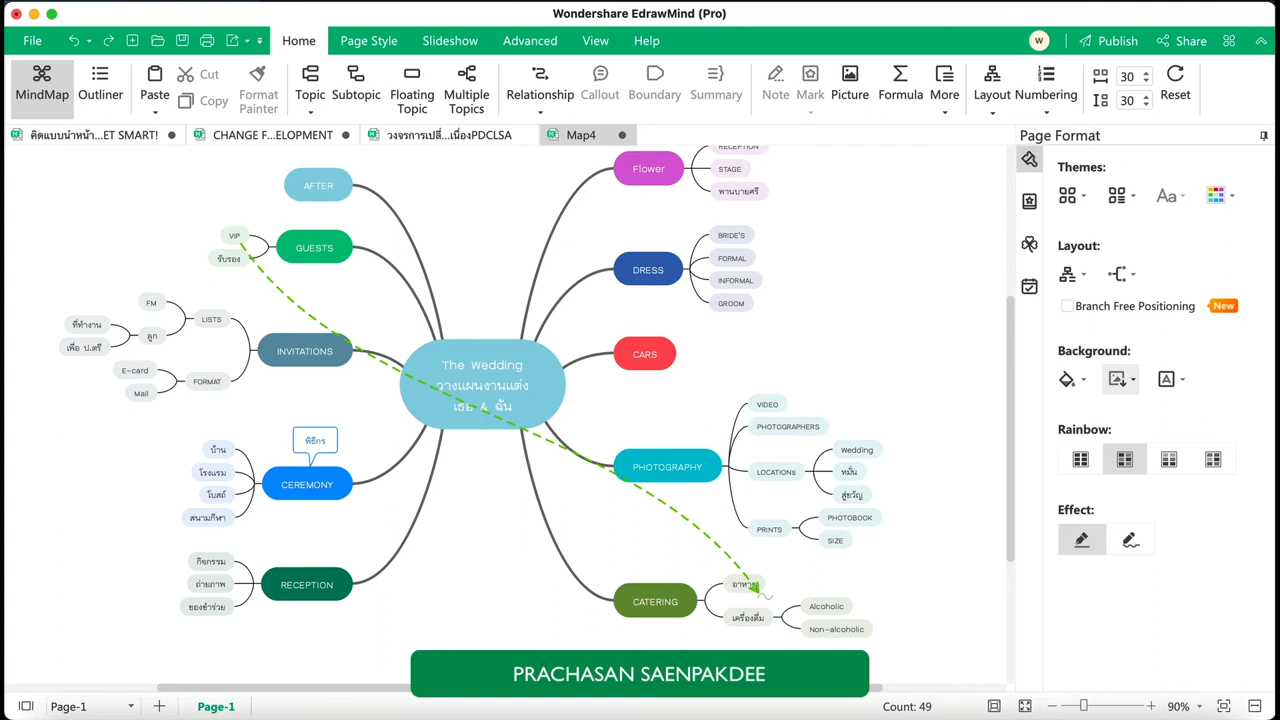 Wondershare EdrawMind (Pro)
File
Home
Page Style
Slideshow
Advanced
View
Help
W
Publish
Share
MindMap
Outliner
Paste
Cut
Copy
Format Painter
Topic
Subtopic
Floating Topic
Multiple Topics
Relationship
Callout
Boundary
Summary
Note
Mark
Picture
Formula
More
Layout
Numbering
30
30
Reset
คิดแบบนำหน้า...ET SMART!
CHANGE F...ELOPMENT
วงจรการเปลี่...เนื่องPDCLSA
Map4
Page Format
AFTER
GUESTS
VIP
รับรอง
INVITATIONS
LISTS
FM
ลูก
ที่ทำงาน
เพื่อ ป.ตรี
FORMAT
E-card
Mail
พิธีกร
CEREMONY
บ้าน
โรงแรม
โบสถ์
สนามกีฬา
RECEPTION
กิจกรรม
ถ่ายภาพ
ของชำร่วย
The Wedding
วางแผนงานแต่ง
เธอ & ฉัน
Flower
RECEPTION
STAGE
พานบายศรี
DRESS
BRIDE'S
FORMAL
INFORMAL
GROOM
CARS
PHOTOGRAPHY
VIDEO
PHOTOGRAPHERS
LOCATIONs
Wedding
หมั้น
สู่ขวัญ
PRINTS
PHOTOBOOK
SIZE
CATERING
อาหาร
เครื่องดื่ม
Alcoholic
Non-alcoholic
Themes:
Aa
Layout:
Branch Free Positioning
New
Background:
Rainbow:
Effect:
PRACHASAN SAENPAKDEE
Page-1
Page-1
Count: 49
90%